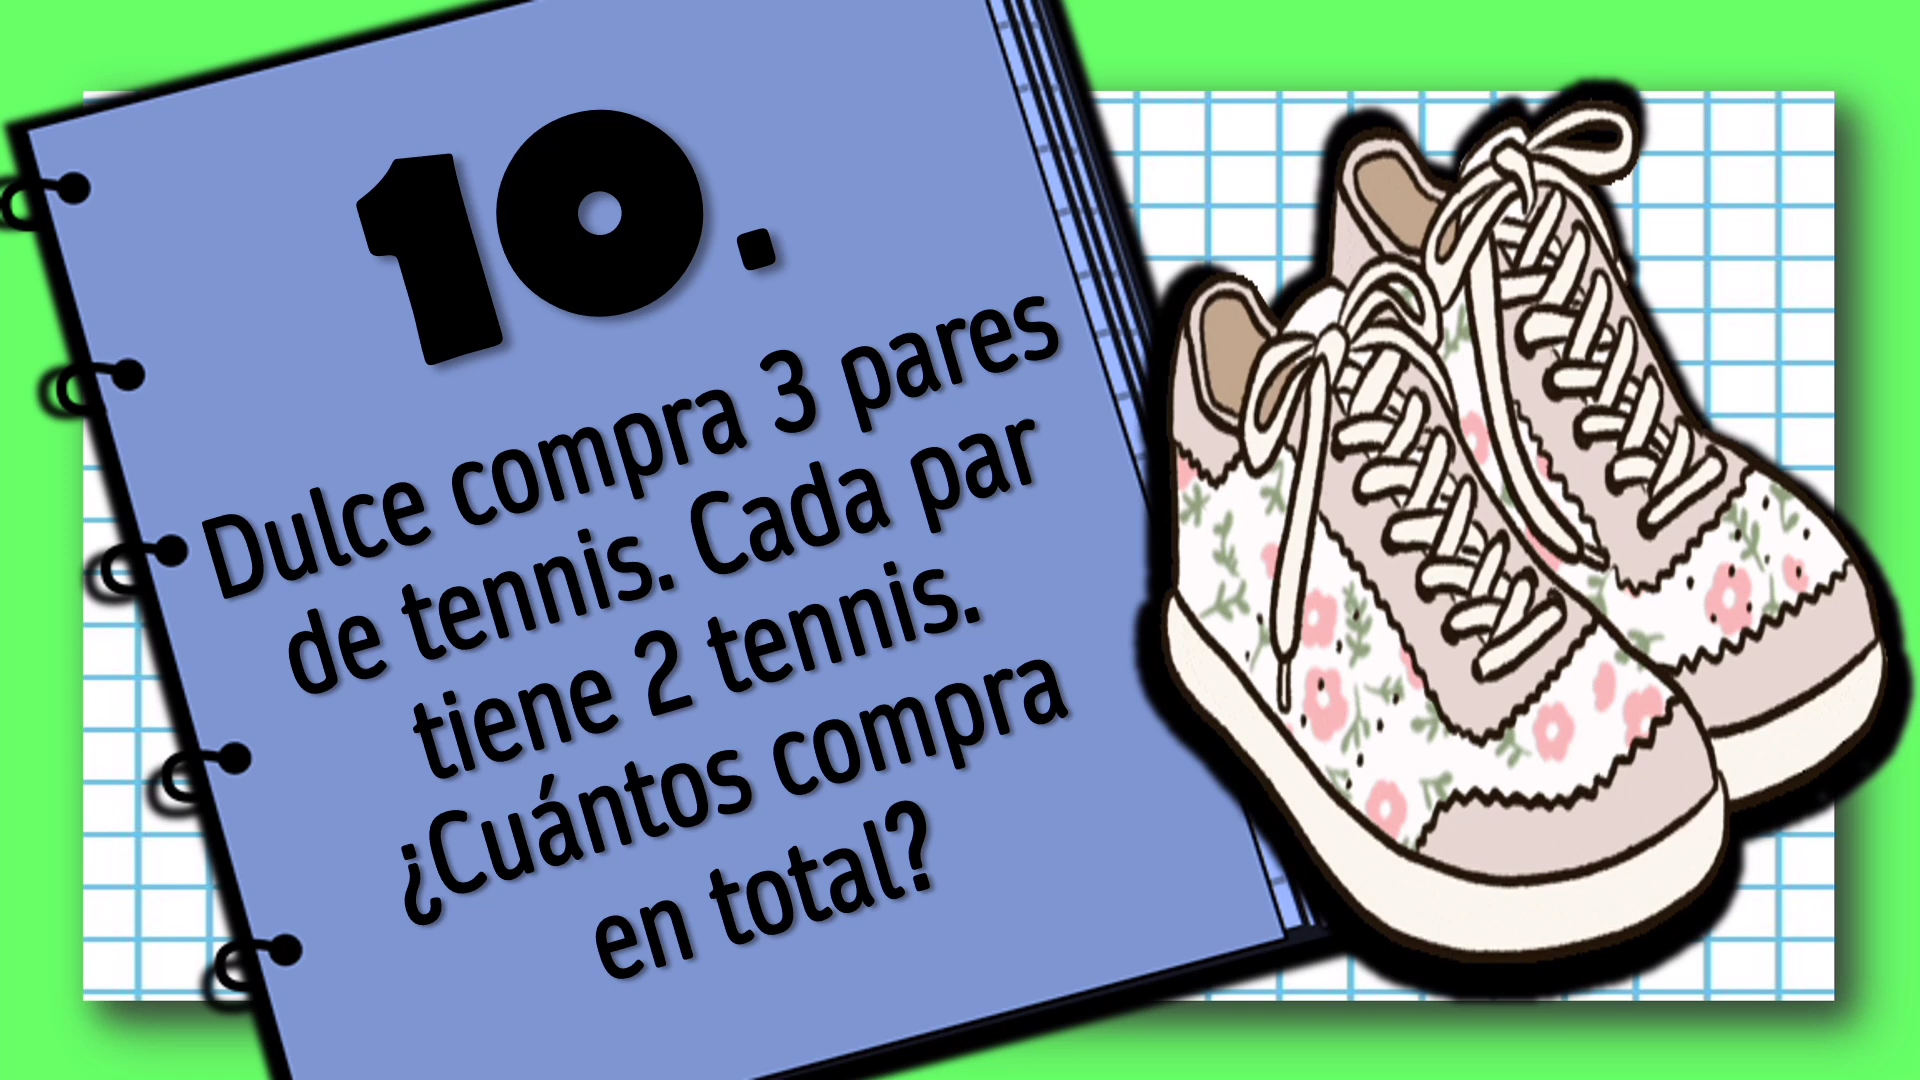 10.
Dulce compra 3 pares
de tennis. Cada par
tiene 2 tennis.
¿Cuántos compra
en total?